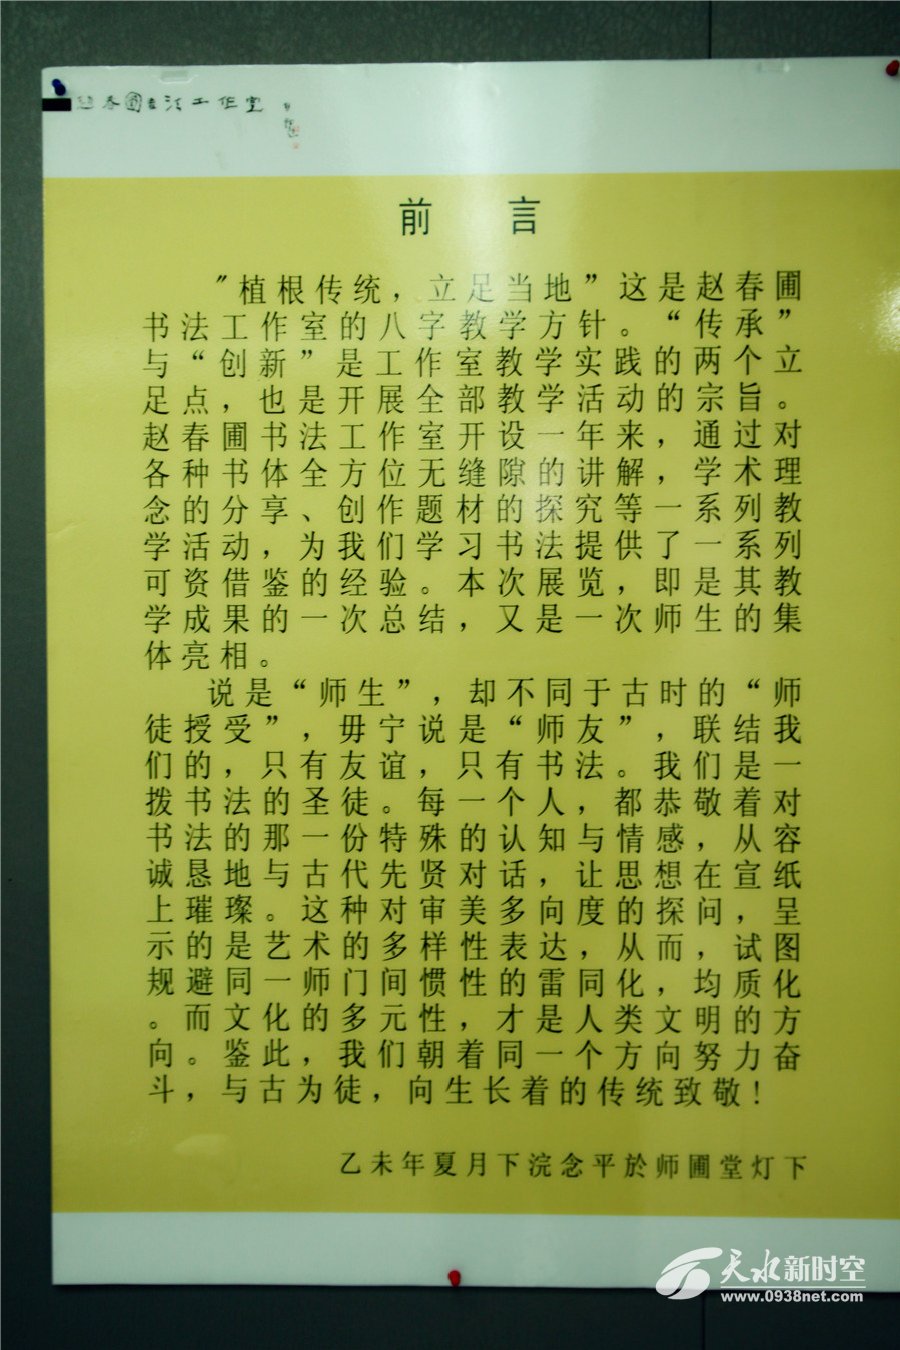 春圃书法工作室
前 言
"植根传统，立足当地”这是赵春圃
书法工作室的八字教学方针。“传承”
与“创新”是工作室教学实践的两个立
足点，也是开展全部教学活动的宗旨。
赵春圃书法工作室开设一年来，通过对
各种书体全方位无缝隙的讲解，学术理
念的分享、创作题材的探究等一系列教
学活动，为我们学习书法提供了一系列
可资借鉴的经验。本次展览，即是其教
学成果的一次总结，又是一次师生的集
体亮相。
说是“师生”，却不同于古时的“师
徒授受”，毋宁说是“师友”，联结我
们的，只有友谊，只有书法。我们是一
拨书法的圣徒。每一个人，都恭敬着对
书法的那一份特殊的认知与情感，从容
诚恳地与古代先贤对话，让思想在宣纸
上璀璨。这种对审美多向度的探问，呈
示的是艺术的多样性表达，从而，试图
规避同一师门间惯性的雷同化，均质化
。而文化的多元性，才是人类文明的方
向。鉴此，我们朝着同一个方向努力奋
斗，与古为徒，向生长着的传统致敬！
乙未年夏月下浣念平於师圃堂灯下
天水新时空
www.0938net.com